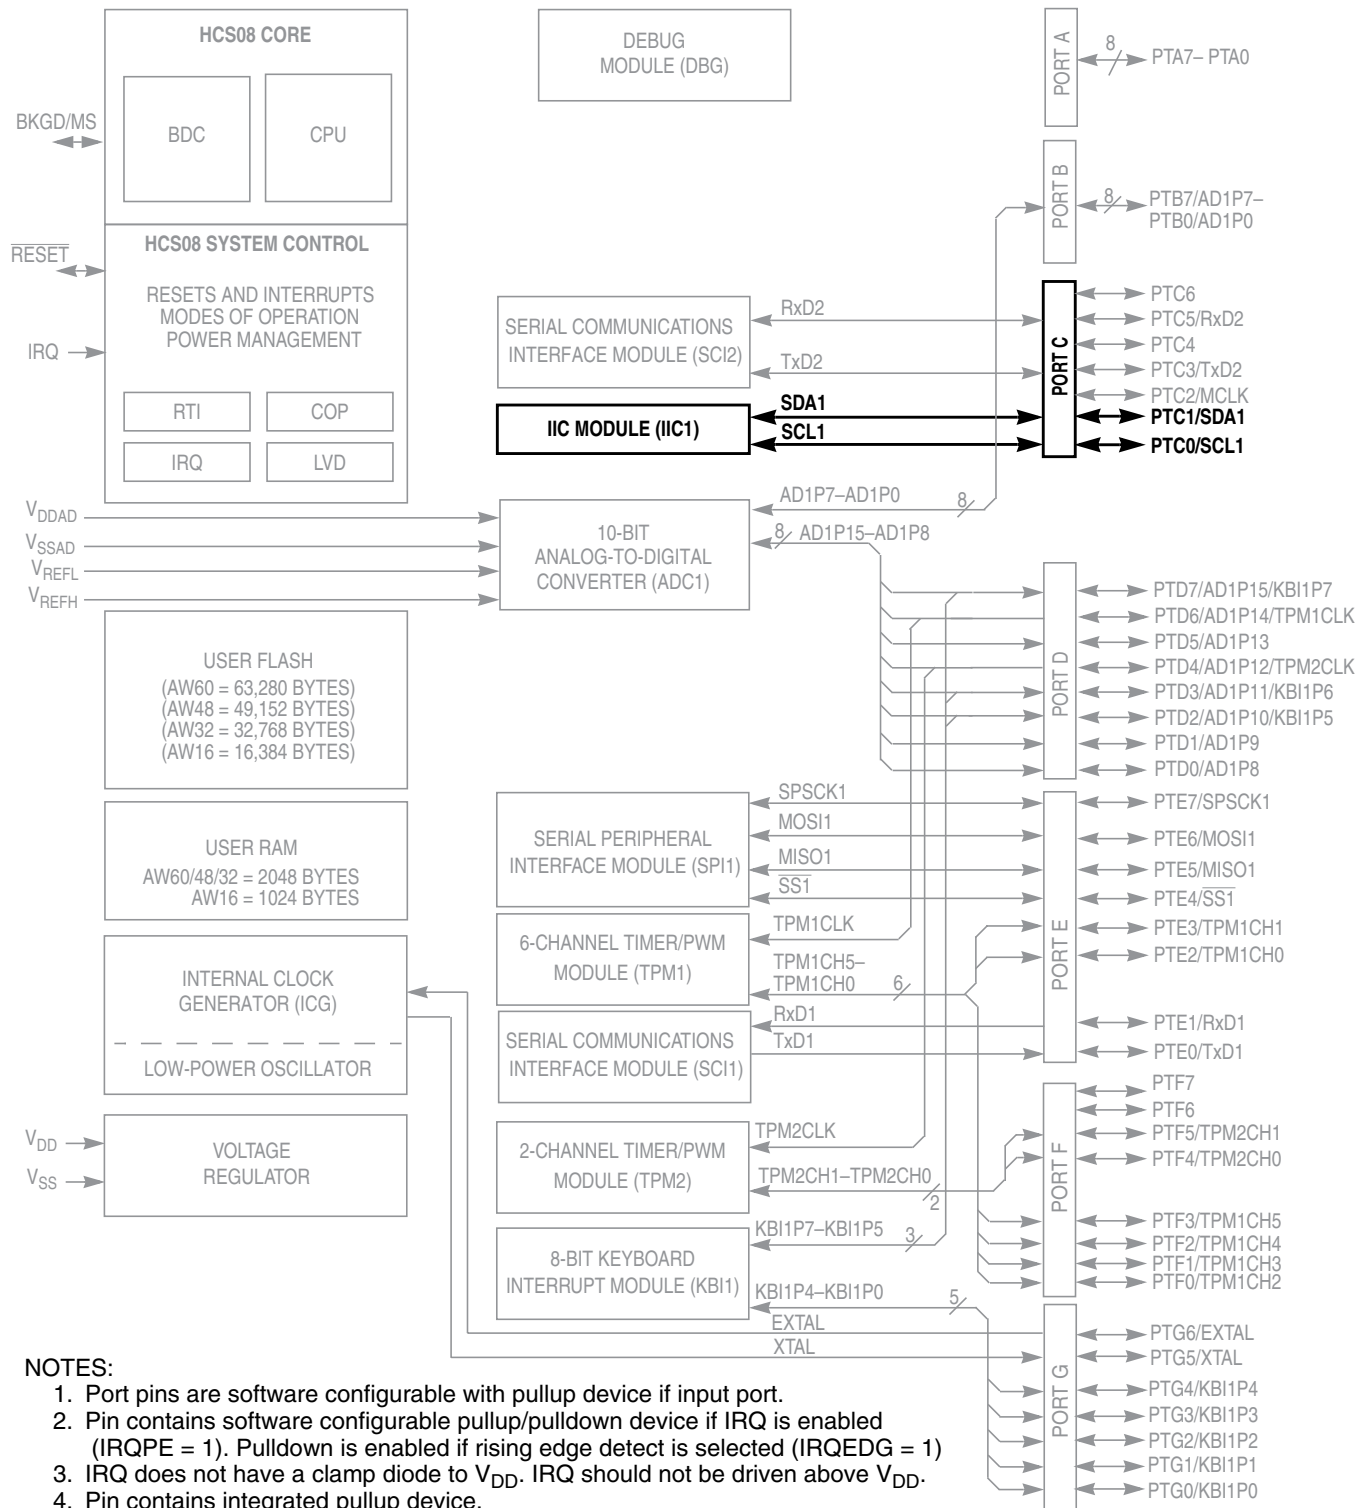 HCS08 CORE
BDC
CPU
BKGD/MS
HCS08 SYSTEM CONTROL
RESET
RESETS AND INTERRUPTS
MODES OF OPERATION
POWER MANAGEMENT
IRQ
RTI
COP
IRQ
LVD
VDDAD
VSSAD
VREFL
VREFH
USER FLASH
(AW60 = 63,280 BYTES)
(AW48 = 49,152 BYTES)
(AW32 = 32,768 BYTES)
(AW16 = 16,384 BYTES)
USER RAM
AW60/48/32 = 2048 BYTES
AW16 = 1024 BYTES
INTERNAL CLOCK
GENERATOR (ICG)
LOW-POWER OSCILLATOR
VDD
VSS
VOLTAGE
REGULATOR
DEBUG
MODULE (DBG)
SERIAL COMMUNICATIONS
INTERFACE MODULE (SCI2)
RxD2
TxD2
IIC MODULE (IIC1)
SDA1
SCL1
10-BIT
ANALOG-TO-DIGITAL
CONVERTER (ADC1)
AD1P7–AD1P0
8
8
AD1P15–AD1P8
SERIAL PERIPHERAL
INTERFACE MODULE (SPI1)
SPSCK1
MOSI1
MISO1
SS1
6-CHANNEL TIMER/PWM
MODULE (TPM1)
TPM1CLK
TPM1CH5–
TPM1CH0
6
SERIAL COMMUNICATIONS
INTERFACE MODULE (SCI1)
RxD1
TxD1
2-CHANNEL TIMER/PWM
MODULE (TPM2)
TPM2CLK
TPM2CH1–TPM2CH0
2
8-BIT KEYBOARD
INTERRUPT MODULE (KBI1)
KBI1P7–KBI1P5
3
KBI1P4–KBI1P0
5
EXTAL
XTAL
PORT A
8
PTA7– PTA0
PORT B
8
PTB7/AD1P7–
PTB0/AD1P0
PORT C
PTC6
PTC5/RxD2
PTC4
PTC3/TxD2
PTC2/MCLK
PTC1/SDA1
PTC0/SCL1
PORT D
PTD7/AD1P15/KBI1P7
PTD6/AD1P14/TPM1CLK
PTD5/AD1P13
PTD4/AD1P12/TPM2CLK
PTD3/AD1P11/KBI1P6
PTD2/AD1P10/KBI1P5
PTD1/AD1P9
PTD0/AD1P8
PORT E
PTE7/SPSCK1
PTE6/MOSI1
PTE5/MISO1
PTE4/SS1
PTE3/TPM1CH1
PTE2/TPM1CH0
PTE1/RxD1
PTE0/TxD1
PORT F
PTF7
PTF6
PTF5/TPM2CH1
PTF4/TPM2CH0
PTF3/TPM1CH5
PTF2/TPM1CH4
PTF1/TPM1CH3
PTF0/TPM1CH2
PORT G
PTG6/EXTAL
PTG5/XTAL
PTG4/KBI1P4
PTG3/KBI1P3
PTG2/KBI1P2
PTG1/KBI1P1
PTG0/KBI1P0
NOTES:
1. Port pins are software configurable with pullup device if input port.
2. Pin contains software configurable pullup/pulldown device if IRQ is enabled
(IRQPE = 1). Pulldown is enabled if rising edge detect is selected (IRQEDG = 1)
3. IRQ does not have a clamp diode to VDD. IRQ should not be driven above VDD.
4. Pin contains integrated pullup device.